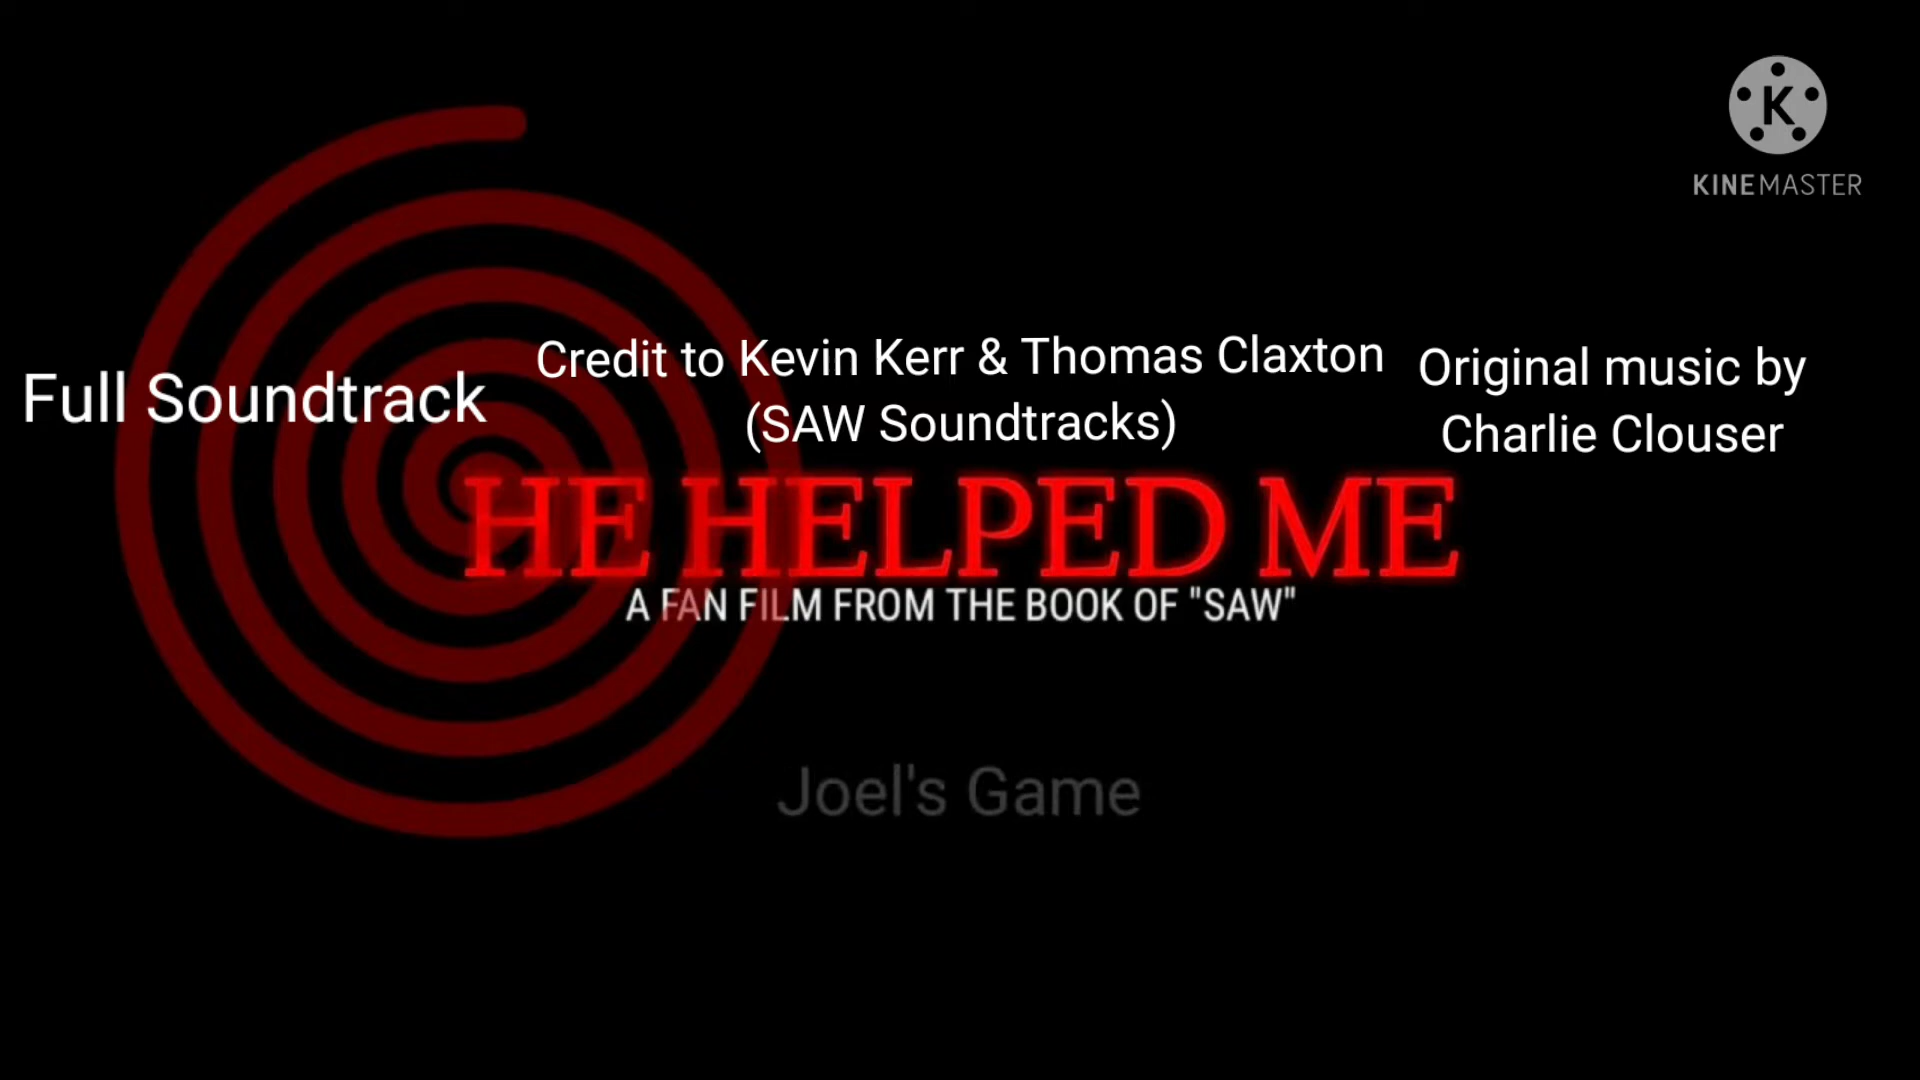 K
KINEMASTER
Full Soundtrack
Credit to Kevin Kerr & Thomas Claxton
(SAW Soundtracks)
Original music by
Charlie Clouser
HE HELPED ME
A FAN FILM FROM THE BOOK OF "SAW"
Joel's Game